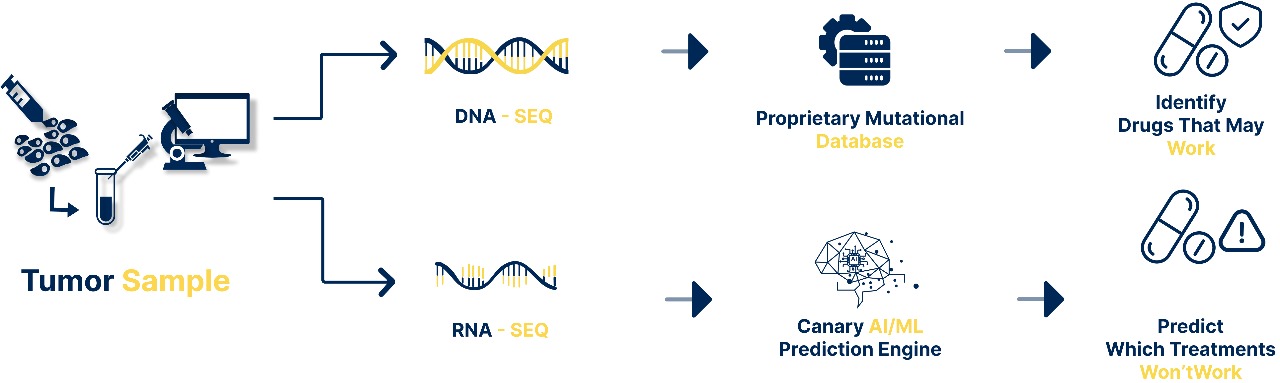 Tumor Sample
DNA - SEQ
Proprietary Mutational
Database
Identify
Drugs That May
Work
RNA - SEQ
AI
Canary AI/ML
Prediction Engine
Predict
Which Treatments
Won'tWork